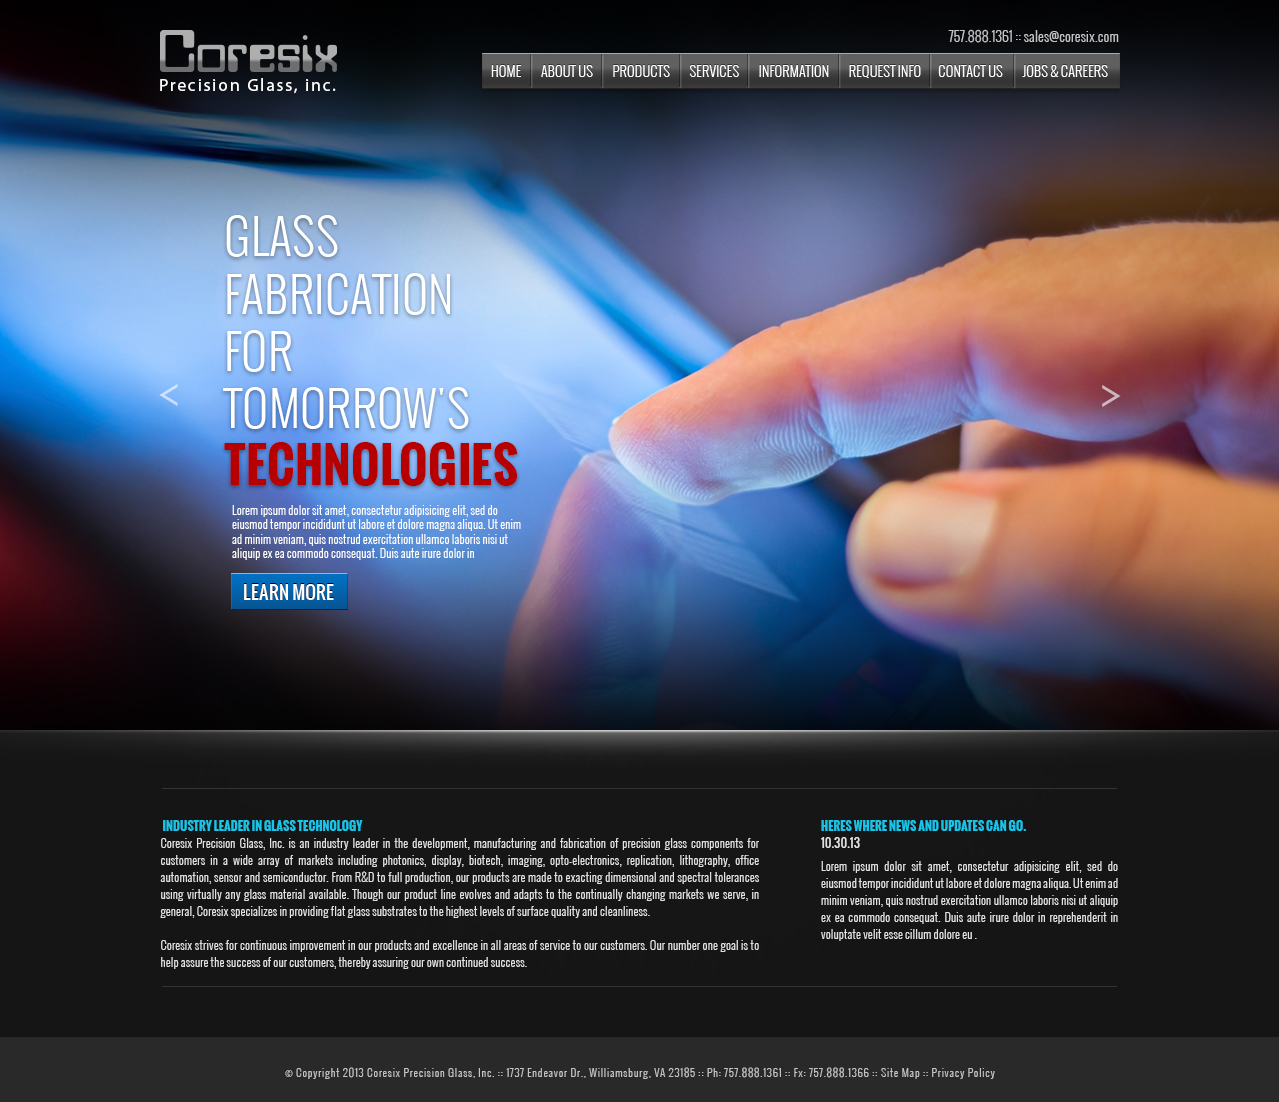 757.888.1361 :: sales@coresix.com
Coresix
Precision Glass, inc.
HOME ABOUT US PRODUCTS SERVICES INFORMATION REQUEST INFO CONTACT US JOBS & CAREERS
GLASS
FABRICATION
FOR
TOMORROW'S
TECHNOLOGIES
< >
Lorem ipsum dolor sit amet, consectetur adipisicing elit, sed do
eiusmod tempor incididunt ut labore et dolore magna aliqua. Ut enim
ad minim veniam, quis nostrud exercitation ullamco laboris nisi ut
aliquip ex ea commodo consequat. Duis aute irure dolor in
LEARN MORE
INDUSTRY LEADER IN GLASS TECHNOLOGY
Coresix Precision Glass, Inc. is an industry leader in the development, manufacturing and fabrication of precision glass components for
customers in a wide array of markets including photonics, display, biotech, imaging, opto-electronics, replication, lithography, office
automation, sensor and semiconductor. From R&D to full production, our products are made to exacting dimensional and spectral tolerances
using virtually any glass material available. Though our product line evolves and adapts to the continually changing markets we serve, in
general, Coresix specializes in providing flat glass substrates to the highest levels of surface quality and cleanliness.
Coresix strives for continuous improvement in our products and excellence in all areas of service to our customers. Our number one goal is to
help assure the success of our customers, thereby assuring our own continued success.
HERES WHERE NEWS AND UPDATES CAN GO.
10.30.13
Lorem ipsum dolor sit amet, consectetur adipisicing elit, sed do
eiusmod tempor incididunt ut labore et dolore magna aliqua. Ut enim ad
minim veniam, quis nostrud exercitation ullamco laboris nisi ut aliquip
ex ea commodo consequat. Duis aute irure dolor in reprehenderit in
voluptate velit esse cillum dolore eu .
© Copyright 2013 Coresix Precision Glass, Inc. :: 1737 Endeavor Dr., Williamsburg, VA 23185 :: Ph: 757.888.1361 :: Fx: 757.888.1366 :: Site Map :: Privacy Policy